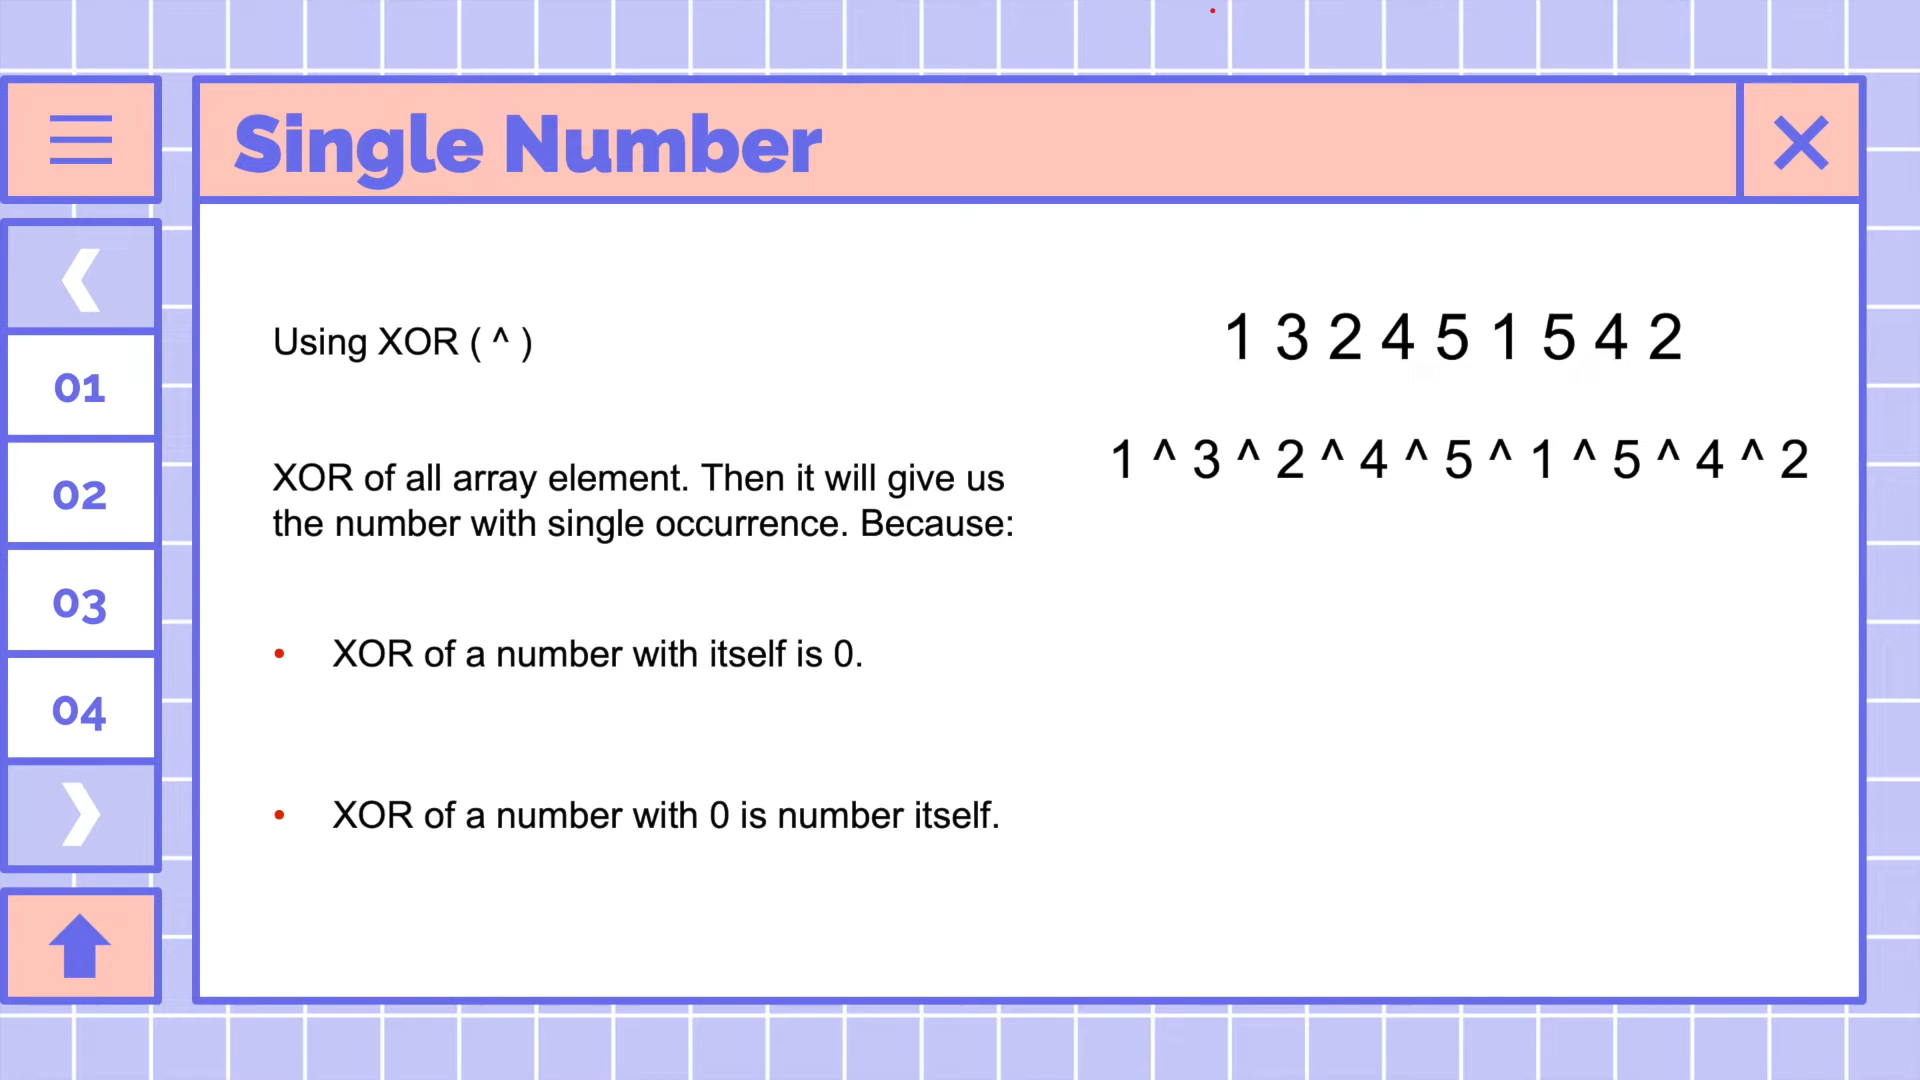 Single Number
01
02
03
04
Using XOR ( ^ )
XOR of all array element. Then it will give us
the number with single occurrence. Because:
• XOR of a number with itself is 0.
• XOR of a number with 0 is number itself.
1 3 2 4 5 1 5 4 2
1 ^ 3 ^ 2 ^ 4 ^ 5 ^ 1 ^ 5 ^ 4 ^ 2